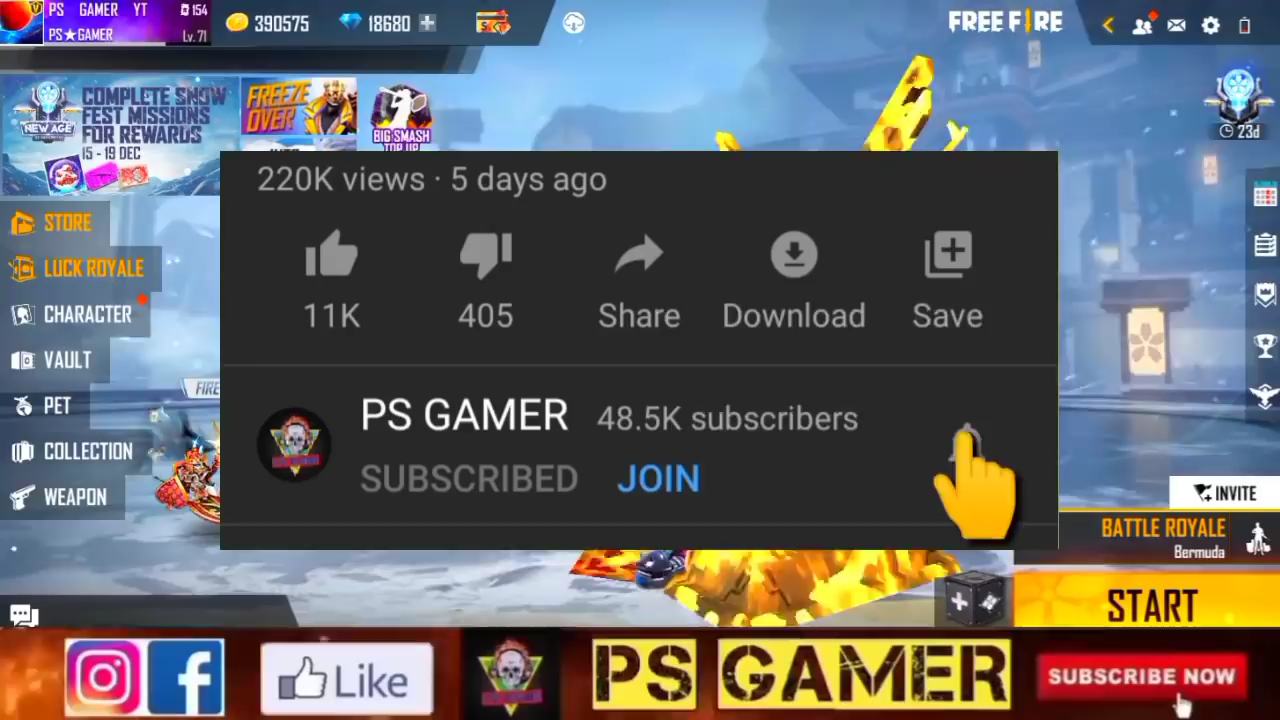 PS GAMER YT
154
PS★GAMER
Lv. 71
390575
18680
FREE FIRE
NEW AGE
COMPLETE SNOW
FEST MISSIONS
FOR REWARDS
15 - 19 DEC
FREEZE
OVER
BIG SMASH
TOP UP
23d
220K views · 5 days ago
11K
405
Share
Download
Save
PS GAMER 48.5K subscribers
SUBSCRIBED JOIN
STORE
LUCK ROYALE
CHARACTER
VAULT
PET
COLLECTION
WEAPON
FIRE
INVITE
BATTLE ROYALE
Bermuda
START
Like
PS GAMER
SUBSCRIBE NOW